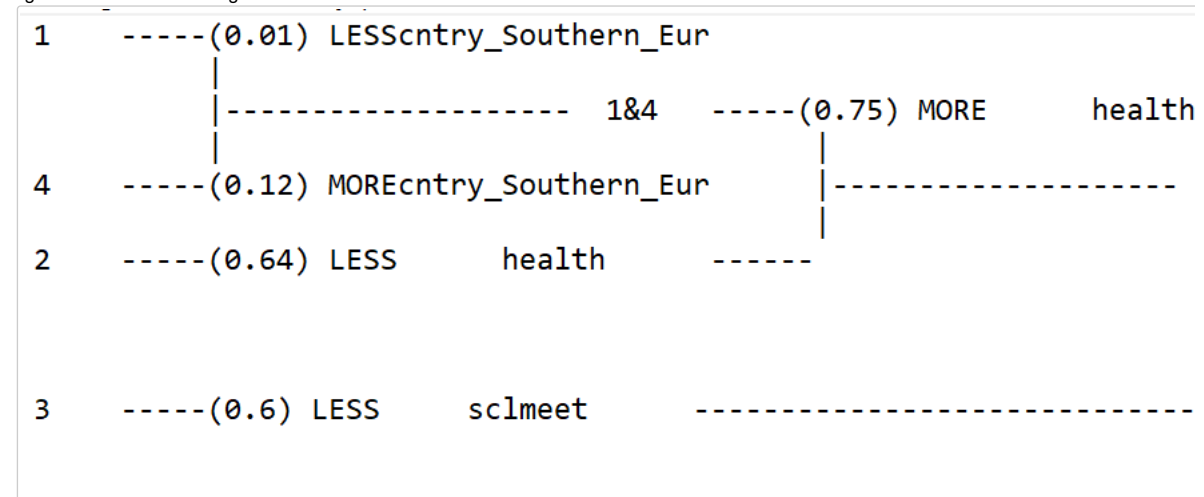 1 -----(0.01) LESScntry_Southern_Eur
|
|-------------------- 1&4 -----(0.75) MORE health
| |
4 -----(0.12) MOREcntry_Southern_Eur |--------------------
|
2 -----(0.64) LESS health ------
3 -----(0.6) LESS sclmeet -----------------------------